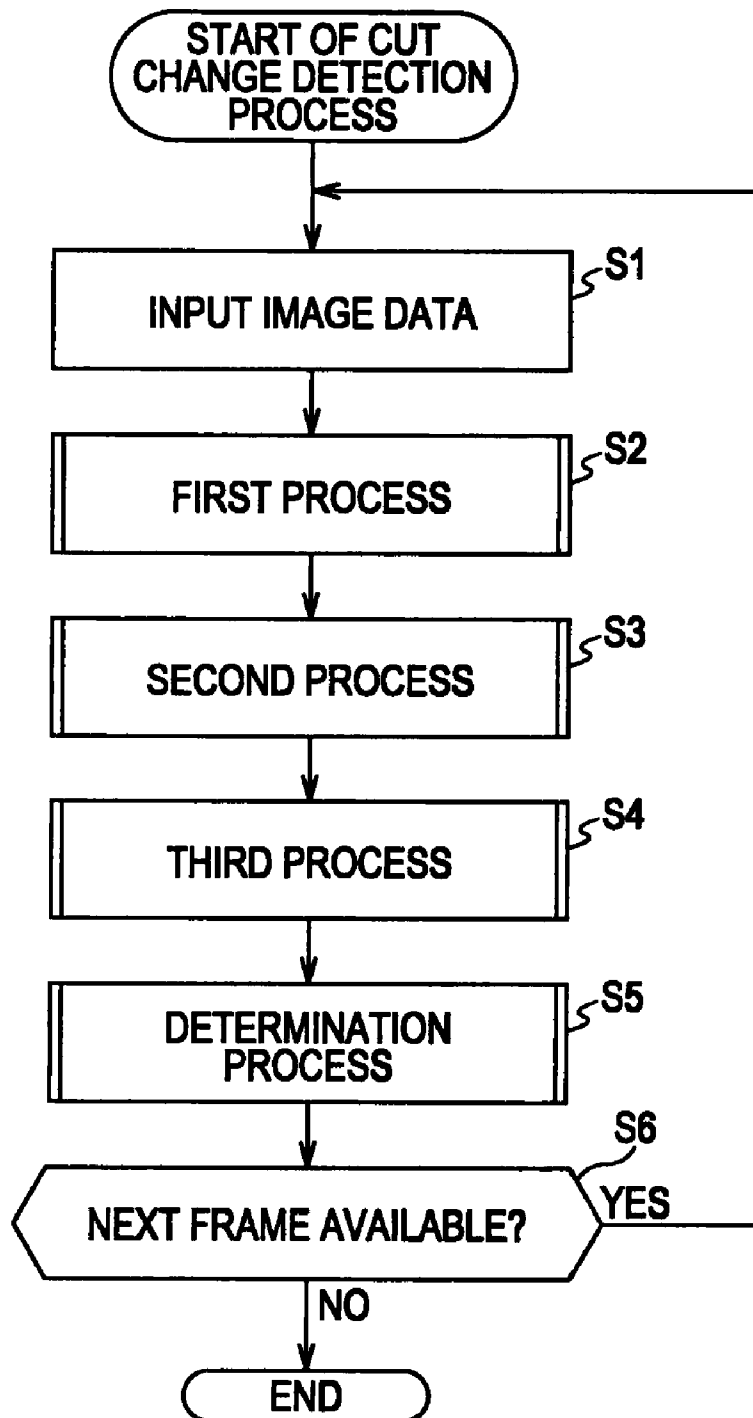 START OF CUT
CHANGE DETECTION
PROCESS
S1
INPUT IMAGE DATA
S2
FIRST PROCESS
S3
SECOND PROCESS
S4
THIRD PROCESS
S5
DETERMINATION
PROCESS
S6
NEXT FRAME AVAILABLE?
YES
NO
END